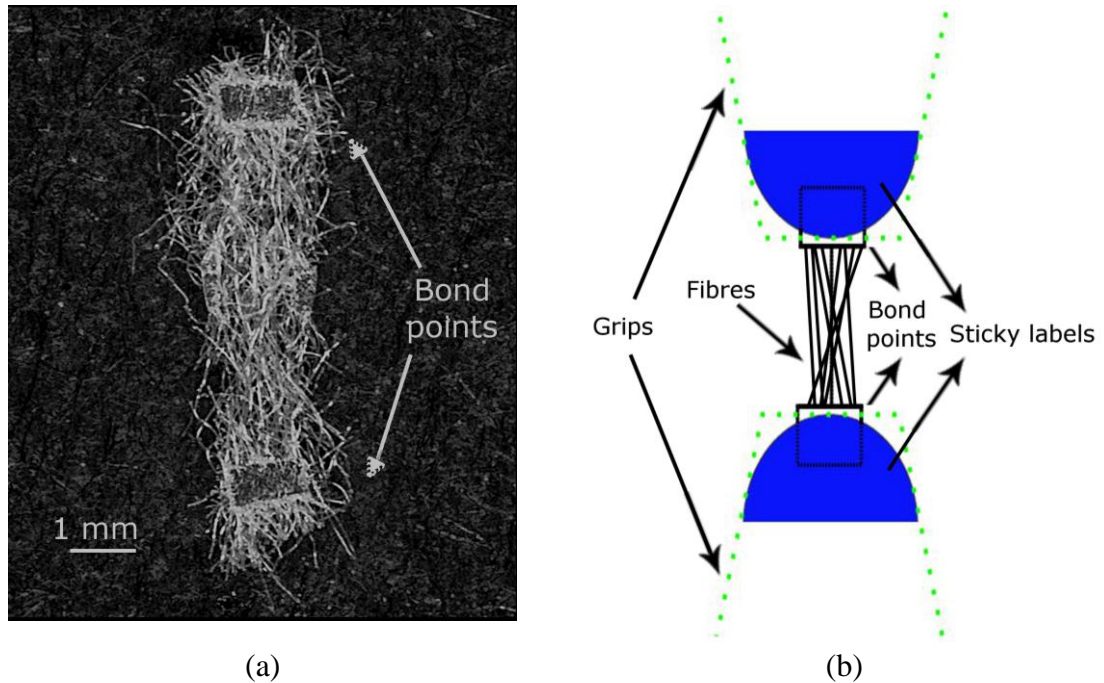 Bond
points
1 mm
Grips
Fibres
Bond
points
Sticky labels
(a)
(b)